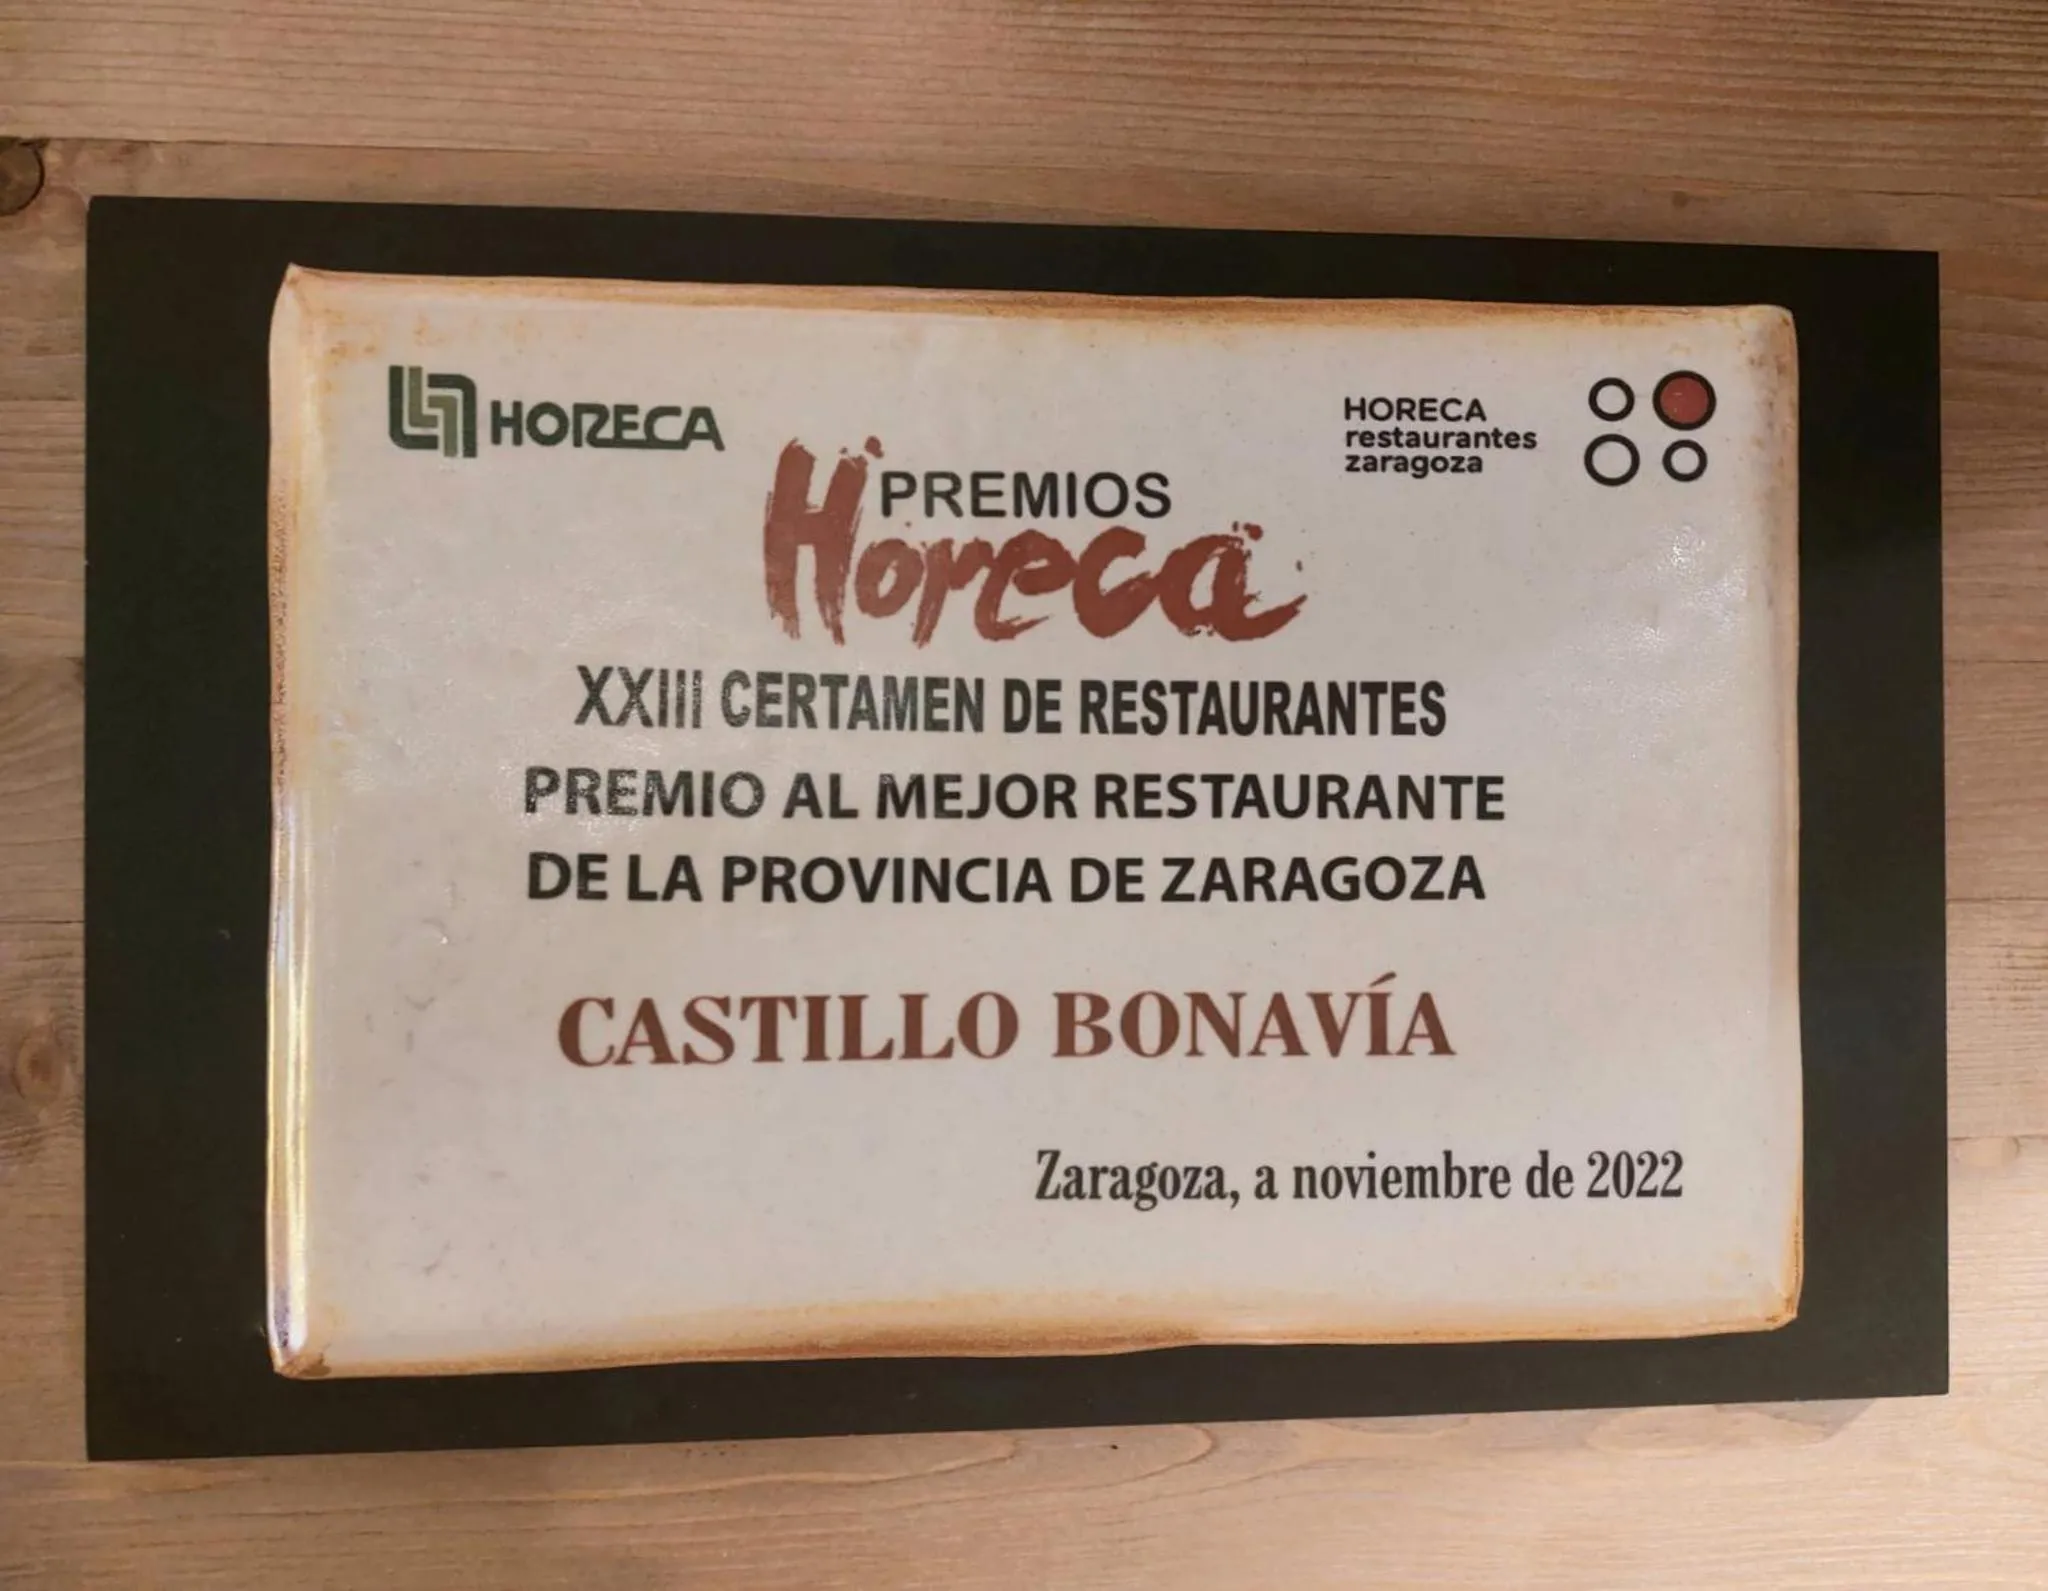 HORECA
HORECA
restaurantes
zaragoza
PREMIOS
Horeca
XXIII CERTAMEN DE RESTAURANTES
PREMIO AL MEJOR RESTAURANTE
DE LA PROVINCIA DE ZARAGOZA
CASTILLO BONAVÍA
Zaragoza, a noviembre de 2022